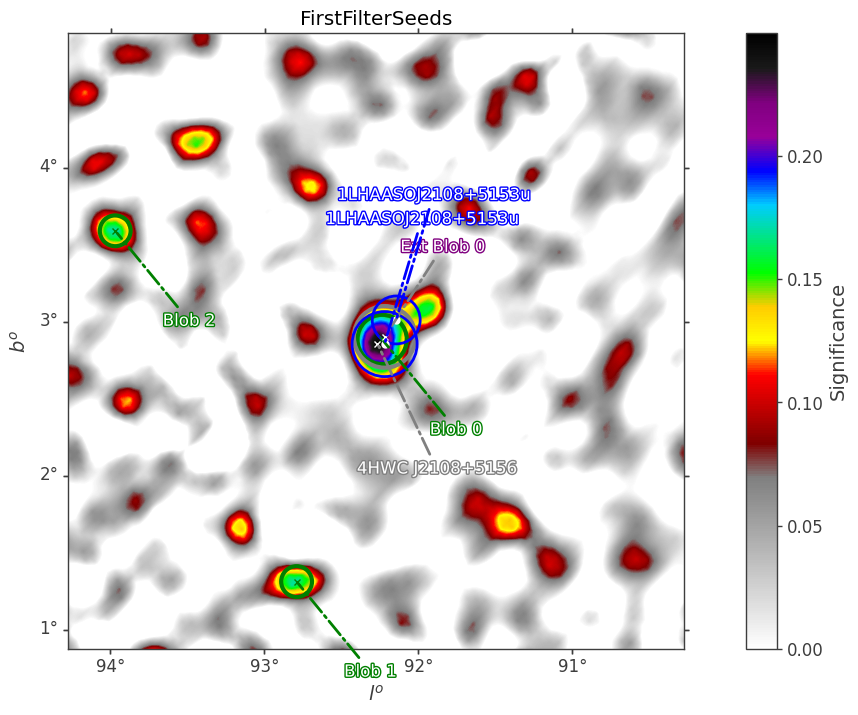 FirstFilterSeeds
1LHAASOJ2108+5153u
1LHAASOJ2108+5153u
Ext Blob 0
Blob 2
Blob 0
4HWC J2108+5156
Blob 1
4°
3°
2°
1°
b°
94°
93°
92°
91°
l°
0.20
0.15
0.10
0.05
0.00
Significance